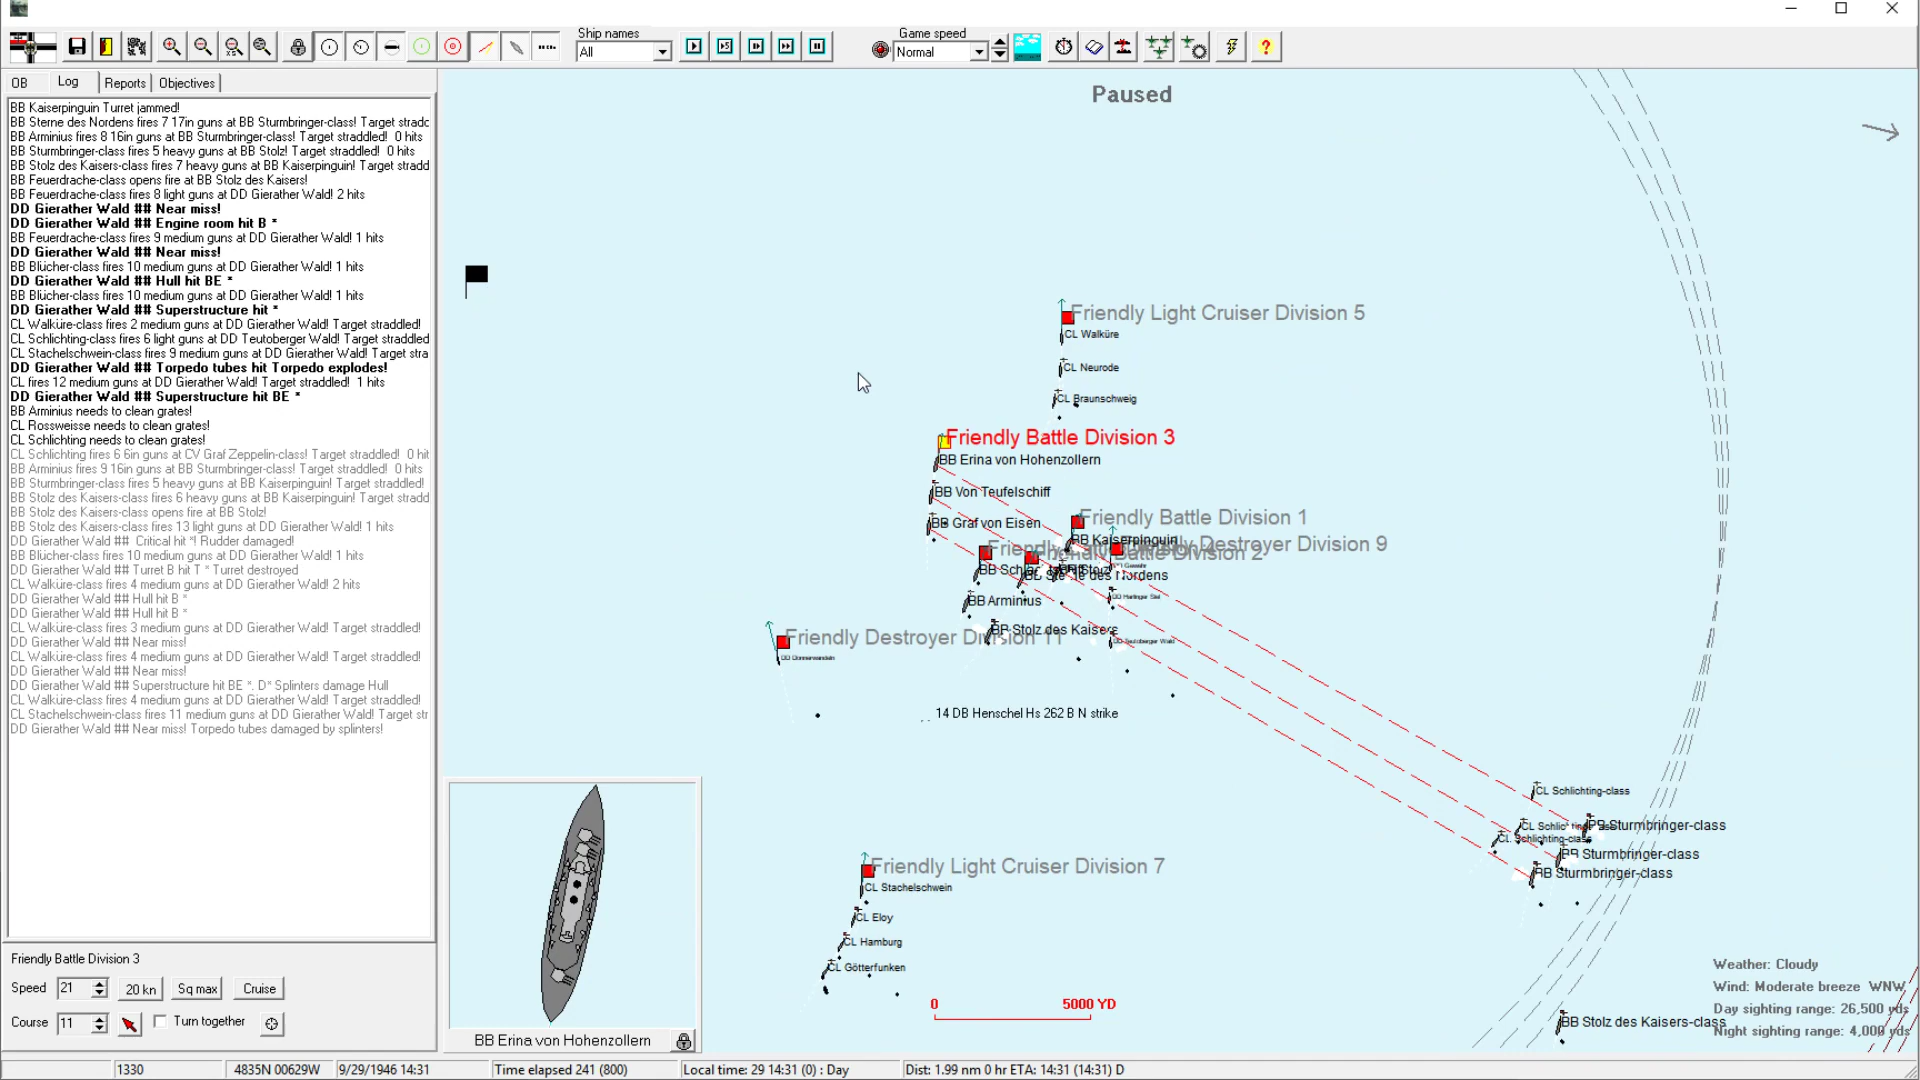 Ship names
All
Game speed
Normal
OB
Log
Reports
Objectives
BB Kaiserpinguin Turret jammed!
BB Sterne des Nordens fires 7 17in guns at BB Sturmbringer-class! Target stradd
BB Arminius fires 8 16in guns at BB Sturmbringer-class! Target straddled!  0 hits
BB Sturmbringer-class fires 5 heavy guns at BB Stolz! Target straddled!  0 hits
BB Stolz des Kaisers-class fires 7 heavy guns at BB Kaiserpinguin! Target stradd
BB Feuerdrache-class opens fire at BB Stolz des Kaisers!
BB Feuerdrache-class fires 8 light guns at DD Gierather Wald! 2 hits
DD Gierather Wald ## Near miss!
DD Gierather Wald ## Engine room hit B *
BB Feuerdrache-class fires 9 medium guns at DD Gierather Wald! 1 hits
DD Gierather Wald ## Near miss!
BB Blücher-class fires 10 medium guns at DD Gierather Wald! 1 hits
DD Gierather Wald ## Hull hit BE *
BB Blücher-class fires 10 medium guns at DD Gierather Wald! 1 hits
DD Gierather Wald ## Superstructure hit *
CL Walküre-class fires 2 medium guns at DD Gierather Wald! Target straddled!
CL Schlichting-class fires 6 light guns at DD Teutoberger Wald! Target straddled
CL Stachelschwein-class fires 9 medium guns at DD Gierather Wald! Target stra
DD Gierather Wald ## Torpedo tubes hit Torpedo explodes!
CL fires 12 medium guns at DD Gierather Wald! Target straddled!  1 hits
DD Gierather Wald ## Superstructure hit BE *
BB Arminius needs to clean grates!
CL Rossweisse needs to clean grates!
CL Schlichting needs to clean grates!
CL Schlichting fires 6 6in guns at CV Graf Zeppelin-class! Target straddled!  0 hit
BB Arminius fires 9 16in guns at BB Sturmbringer-class! Target straddled!  0 hits
BB Sturmbringer-class fires 5 heavy guns at BB Kaiserpinguin! Target straddled!
BB Stolz des Kaisers-class fires 6 heavy guns at BB Kaiserpinguin! Target stradd
BB Stolz des Kaisers-class opens fire at BB Stolz!
BB Stolz des Kaisers-class fires 13 light guns at DD Gierather Wald! 1 hits
DD Gierather Wald ##  Critical hit *! Rudder damaged!
BB Blücher-class fires 10 medium guns at DD Gierather Wald! 1 hits
DD Gierather Wald ## Turret B hit T * Turret destroyed
CL Walküre-class fires 4 medium guns at DD Gierather Wald! 2 hits
DD Gierather Wald ## Hull hit B *
DD Gierather Wald ## Hull hit B *
CL Walküre-class fires 3 medium guns at DD Gierather Wald! Target straddled!
DD Gierather Wald ## Near miss!
CL Walküre-class fires 4 medium guns at DD Gierather Wald! Target straddled!
DD Gierather Wald ## Near miss!
DD Gierather Wald ## Superstructure hit BE *. D* Splinters damage Hull
CL Walküre-class fires 4 medium guns at DD Gierather Wald! Target straddled!
CL Stachelschwein-class fires 11 medium guns at DD Gierather Wald! Target str
DD Gierather Wald ## Near miss! Torpedo tubes damaged by splinters!
Friendly Battle Division 3
Speed 21 20 kn Sq max Cruise
Course 11 Turn together
Paused
Friendly Light Cruiser Division 5
CL Walküre
CL Neurode
CL Braunschweig
Friendly Battle Division 3
BB Erina von Hohenzollern
BB Von Teufelschiff
BB Graf von Eisen
Friendly Battle Division 1
BB Kaiserpinguin
Destroyer Division 9
Battle Division 2
BB Stolz
des Nordens
DD Hartinger Siel
BB Arminius
BB Stolz des Kaisers
DD Teutoberger Wald
Friendly Destroyer Division 11
DD Donnerwandeln
14 DB Henschel Hs 262 B N strike
CL Schlichting-class
CL Schlichting-class
BB Sturmbringer-class
BB Sturmbringer-class
BB Sturmbringer-class
Friendly Light Cruiser Division 7
CL Stachelschwein
CL Eloy
CL Hamburg
CL Götterfunken
0 5000 YD
BB Erina von Hohenzollern
BB Stolz des Kaisers-class
Weather: Cloudy
Wind: Moderate breeze  WNW
Day sighting range: 26,500 yds
Night sighting range: 4,000 yds
1330
4835N 00629W
9/29/1946 14:31
Time elapsed 241 (800)
Local time: 29 14:31 (0) : Day
Dist: 1.99 nm 0 hr ETA: 14:31 (14:31) D